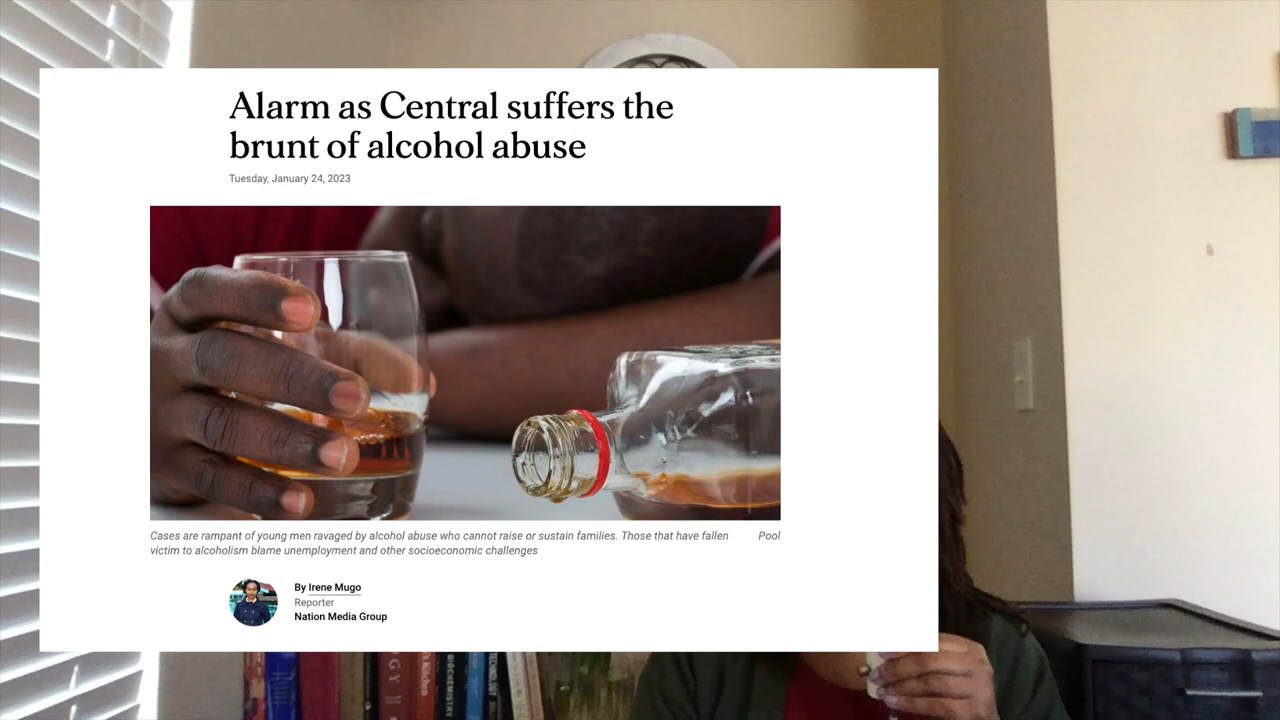 Alarm as Central suffers the
brunt of alcohol abuse
Tuesday, January 24, 2023
Cases are rampant of young men ravaged by alcohol abuse who cannot raise or sustain families. Those that have fallen
victim to alcoholism blame unemployment and other socioeconomic challenges
Pool
By Irene Mugo
Reporter
Nation Media Group
Kitchen
BIOCHEMISTRY